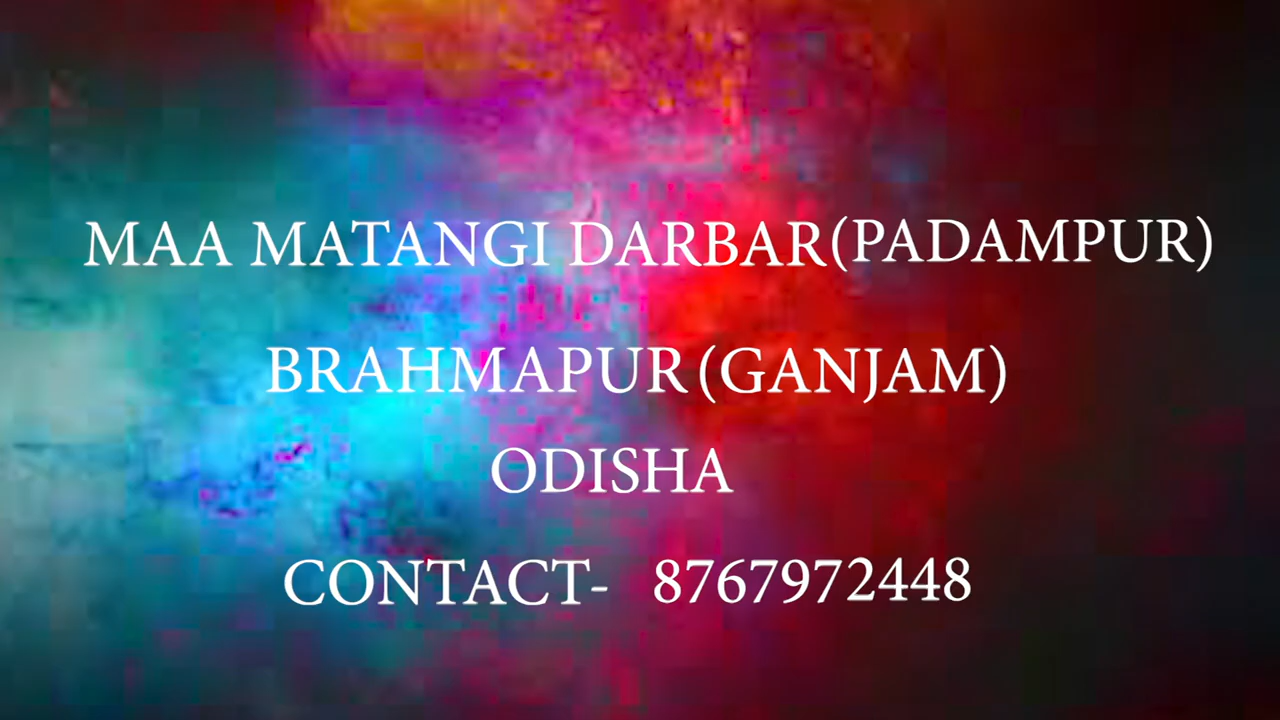 MAA MATANGI DARBAR(PADAMPUR)
BRAHMAPUR(GANJAM)
ODISHA
CONTACT- 8767972448